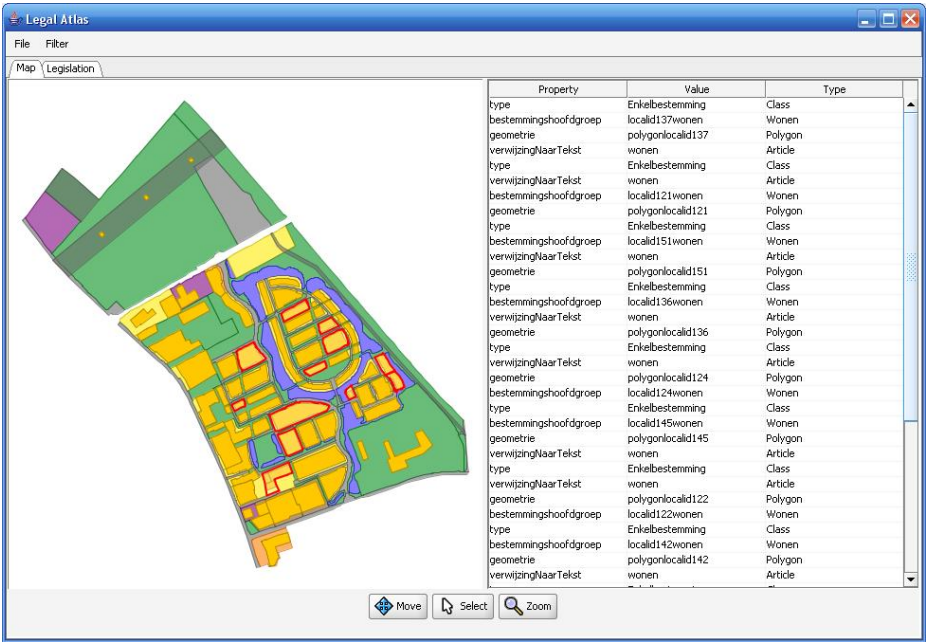 Legal Atlas
File Filter
Map Legislation
Property Value Type
type Enkelbestemming Class
bestemmingshoofdgroep localid137wonen Wonen
geometrie polygonlocalid137 Polygon
verwijzingNaarTekst wonen Article
type Enkelbestemming Class
verwijzingNaarTekst wonen Article
bestemmingshoofdgroep localid121wonen Wonen
geometrie polygonlocalid121 Polygon
type Enkelbestemming Class
bestemmingshoofdgroep localid151wonen Wonen
verwijzingNaarTekst wonen Article
geometrie polygonlocalid151 Polygon
type Enkelbestemming Class
bestemmingshoofdgroep localid136wonen Wonen
verwijzingNaarTekst wonen Article
geometrie polygonlocalid136 Polygon
type Enkelbestemming Class
verwijzingNaarTekst wonen Article
geometrie polygonlocalid124 Polygon
bestemmingshoofdgroep localid124wonen Wonen
type Enkelbestemming Class
bestemmingshoofdgroep localid145wonen Wonen
geometrie polygonlocalid145 Polygon
verwijzingNaarTekst wonen Article
type Enkelbestemming Class
verwijzingNaarTekst wonen Article
geometrie polygonlocalid122 Polygon
bestemmingshoofdgroep localid122wonen Wonen
type Enkelbestemming Class
bestemmingshoofdgroep localid142wonen Wonen
geometrie polygonlocalid142 Polygon
verwijzingNaarTekst wonen Article
Move Select Zoom